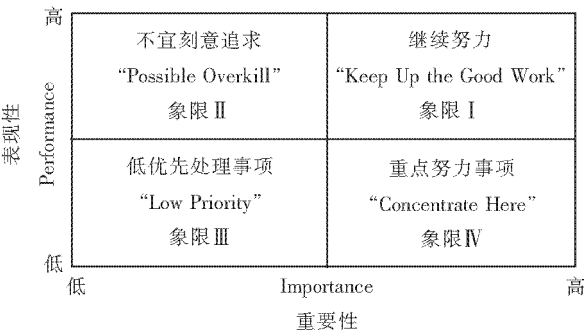 高
不宜刻意追求
“Possible Overkill”
象限Ⅱ
继续努力
“Keep Up the Good Work”
象限Ⅰ
表现性
Performance
低优先处理事项
“Low Priority”
象限Ⅲ
重点努力事项
“Concentrate Here”
象限Ⅳ
低
低
Importance
高
重要性